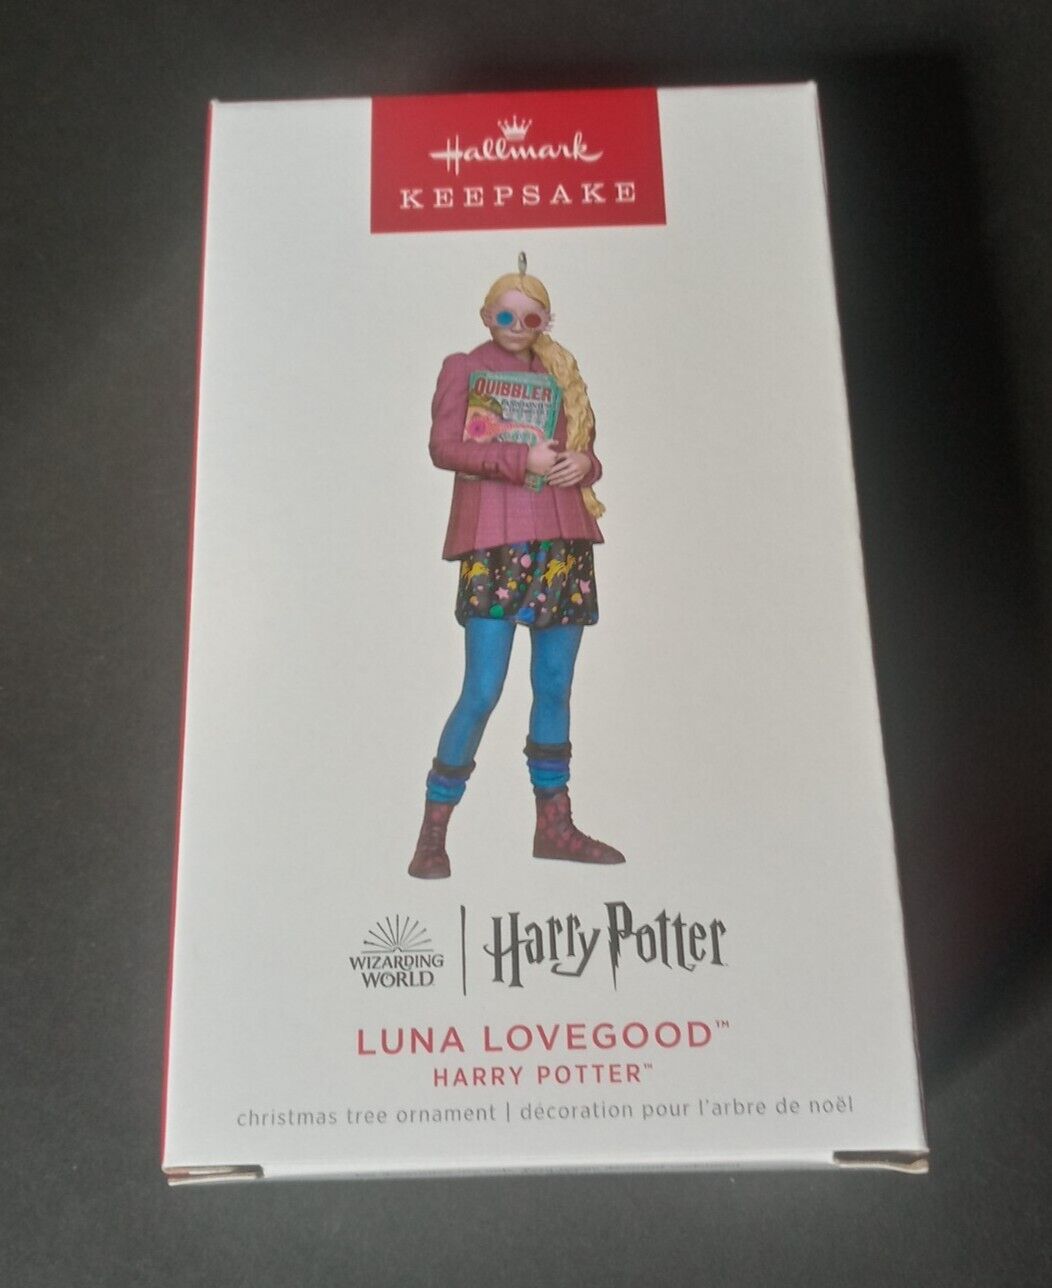 Hallmark
KEEPSAKE
QUIBBLER
WIZARDING
WORLD
Harry Potter
LUNA LOVEGOOD™
HARRY POTTER™
christmas tree ornament | décoration pour l'arbre de noël